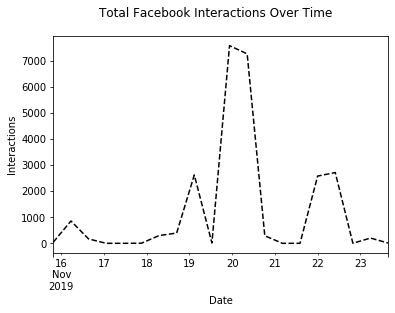 Total Facebook Interactions Over Time
7000
6000
5000
4000
3000
2000
1000
0
Interactions
16 17 18 19 20 21 22 23
Nov
2019
Date